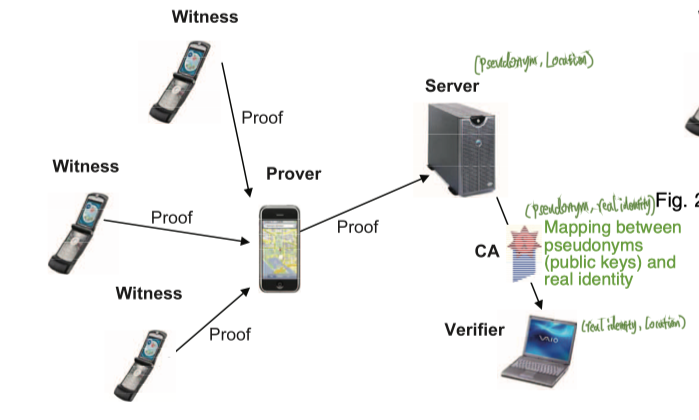 Witness
(pseudonym, Location)
Server
Proof
Witness
Prover
Proof
Proof
(pseudonym, real identity)
Fig. 2
Mapping between
pseudonyms
(public keys) and
real identity
CA
Witness
Proof
Verifier
(real identity, Location)
VAIO